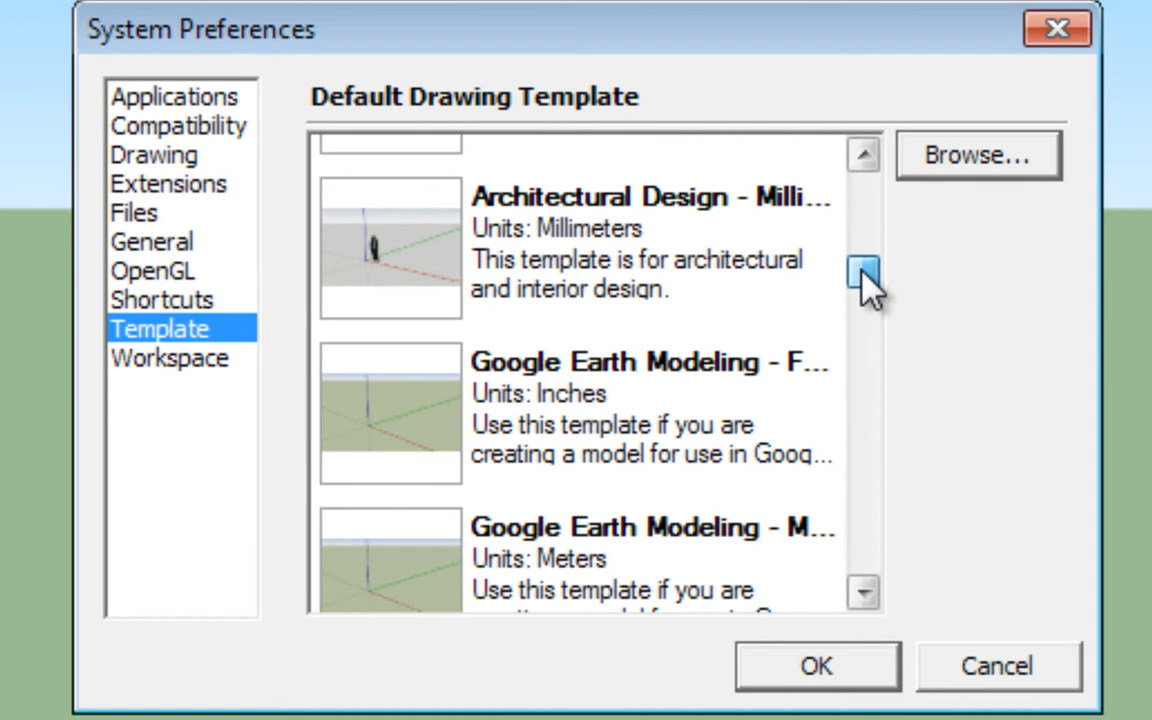 System Preferences
Applications
Compatibility
Drawing
Extensions
Files
General
OpenGL
Shortcuts
Template
Workspace
Default Drawing Template
Browse...
Architectural Design - Milli...
Units: Millimeters
This template is for architectural
and interior design.
Google Earth Modeling - F...
Units: Inches
Use this template if you are
creating a model for use in Goog...
Google Earth Modeling - M...
Units: Meters
Use this template if you are
OK
Cancel